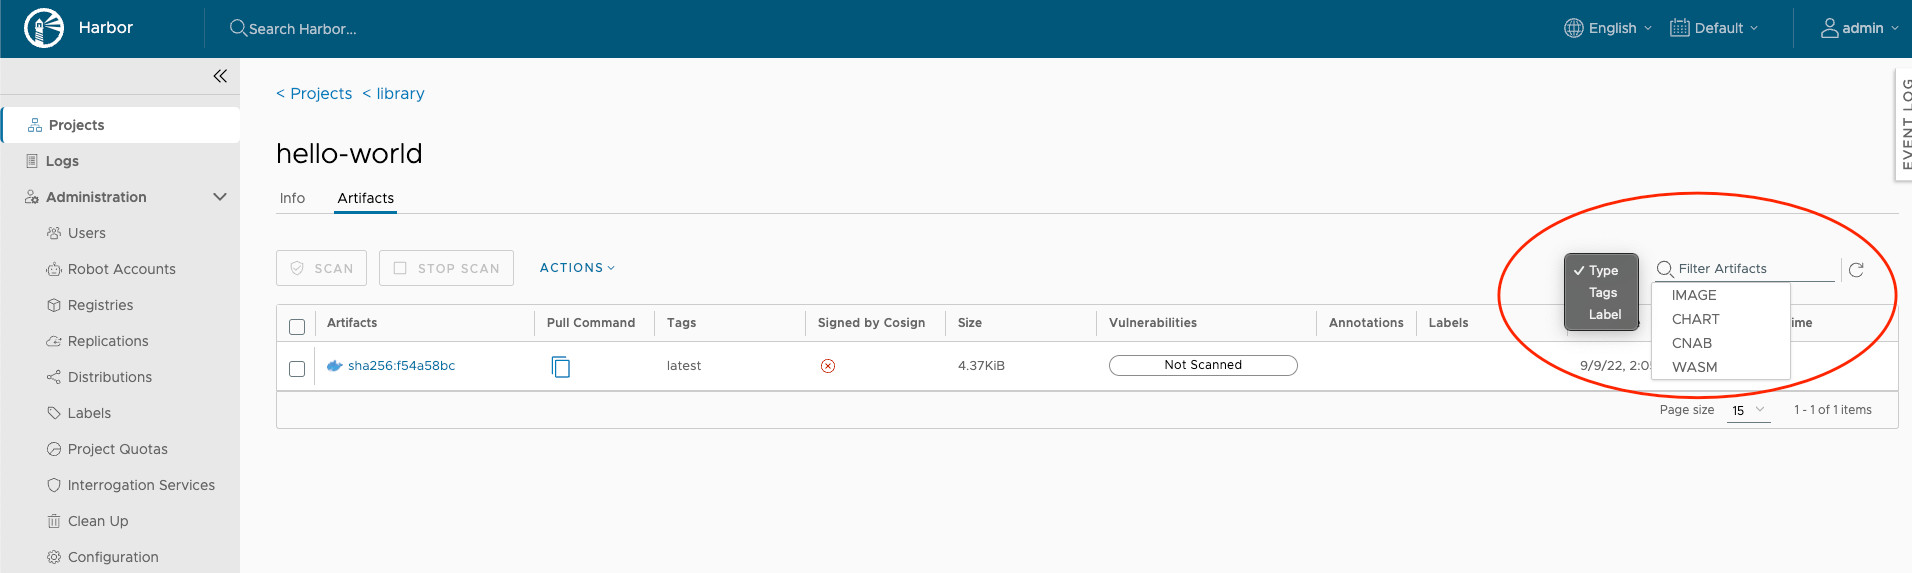 Harbor
Search Harbor...
English
Default
admin
EVENT LOG
Projects
Logs
Administration
Users
Robot Accounts
Registries
Replications
Distributions
Labels
Project Quotas
Interrogation Services
Clean Up
Configuration
< Projects < library
hello-world
Info Artifacts
SCAN STOP SCAN ACTIONS
Type
Tags
Label
Filter Artifacts
IMAGE
CHART
CNAB
WASM
Artifacts Pull Command Tags Signed by Cosign Size Vulnerabilities Annotations Labels
sha256:f54a58bc latest 4.37KiB Not Scanned 9/9/22,
Page size 15 1 - 1 of 1 items